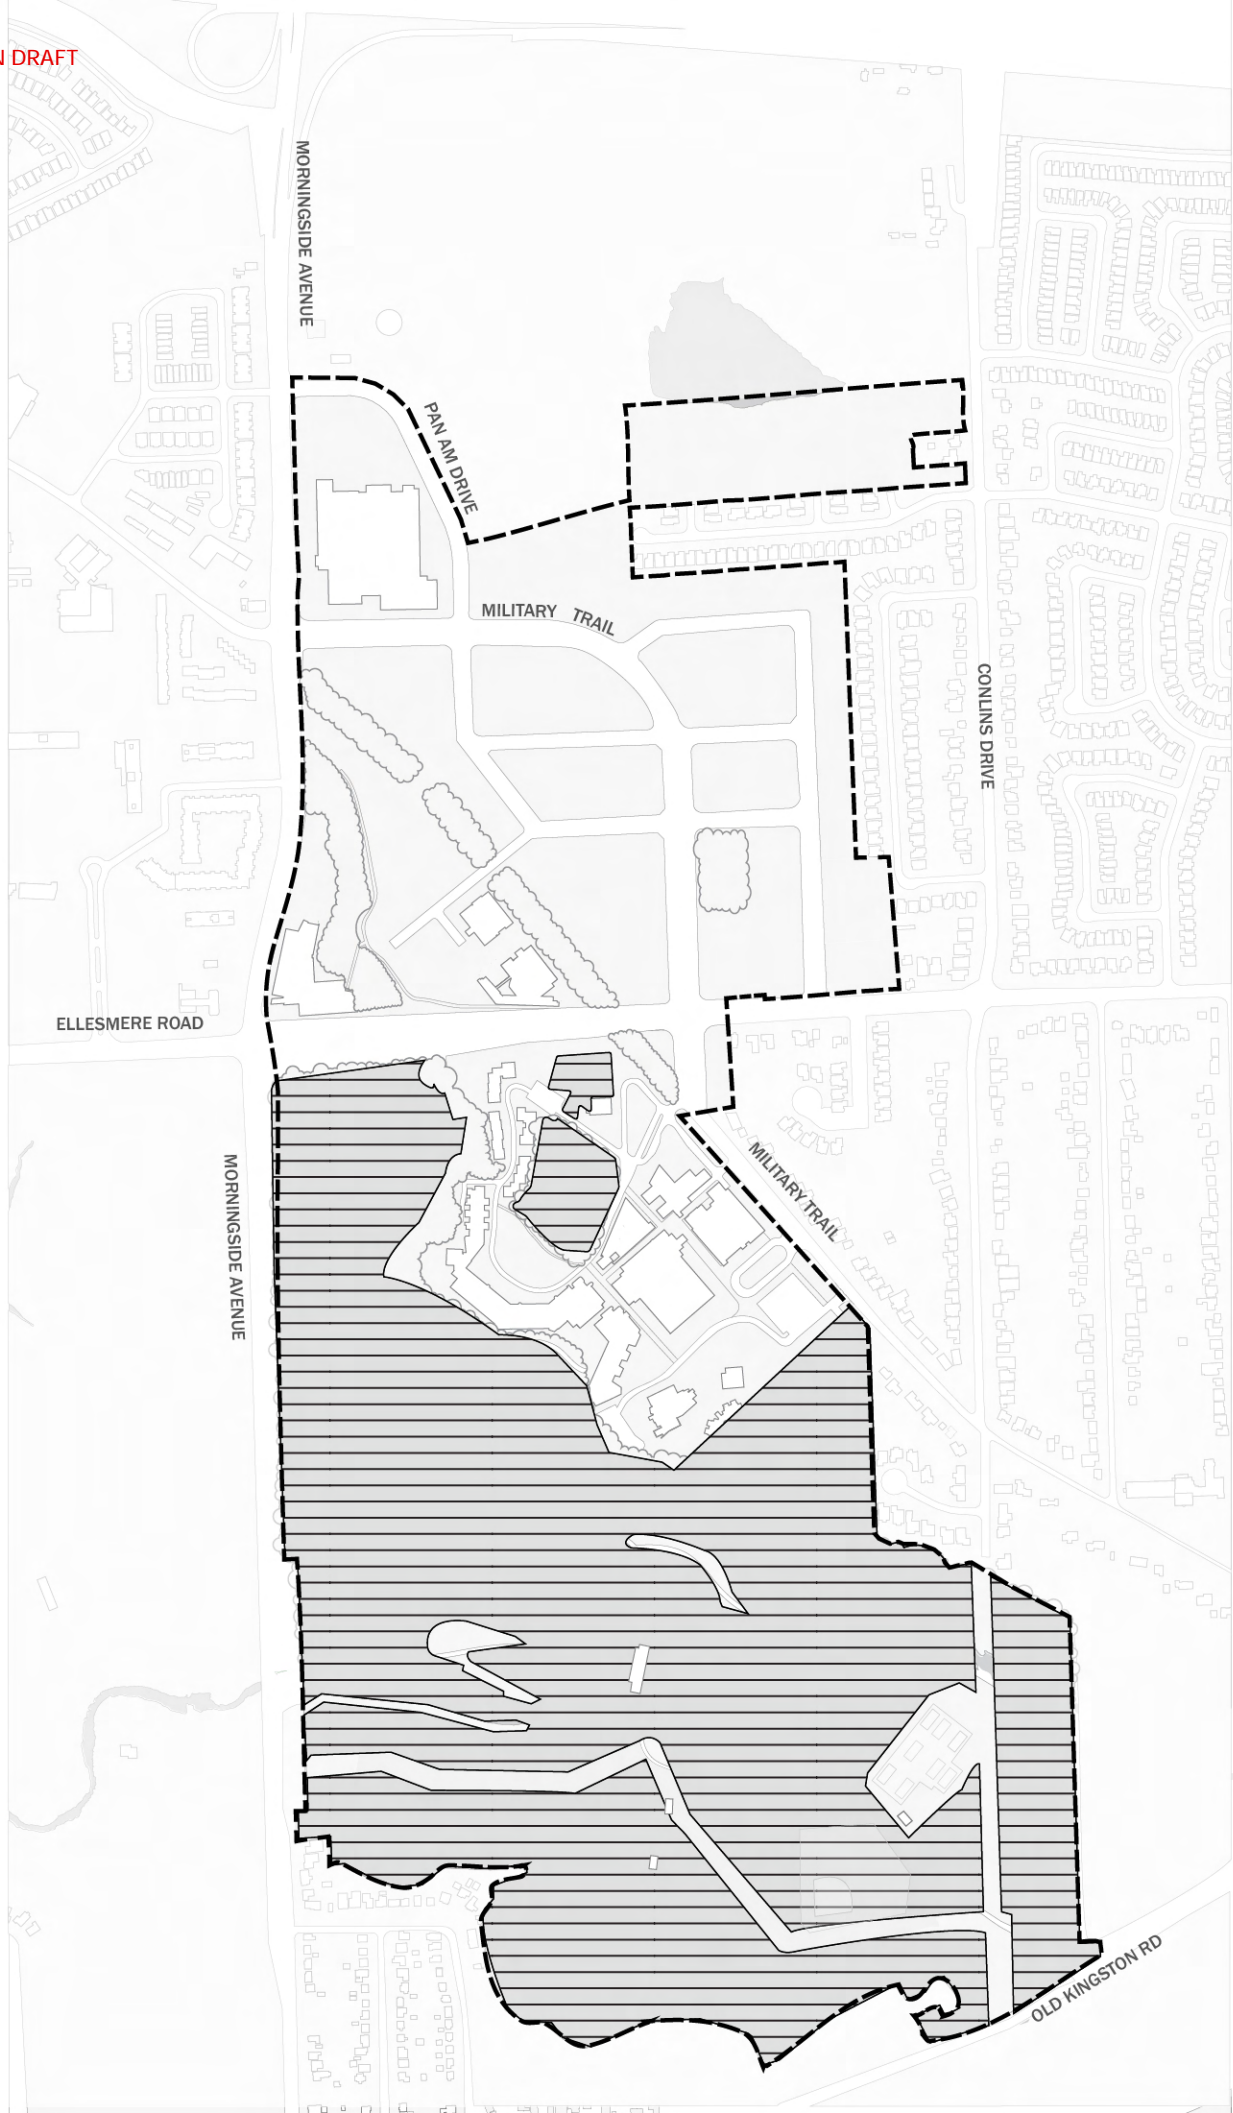 N DRAFT
MORNINGSIDE AVENUE
PAN AM DRIVE
MILITARY TRAIL
CONLINS DRIVE
ELLESMERE ROAD
MILITARY TRAIL
MORNINGSIDE AVENUE
OLD KINGSTON RD